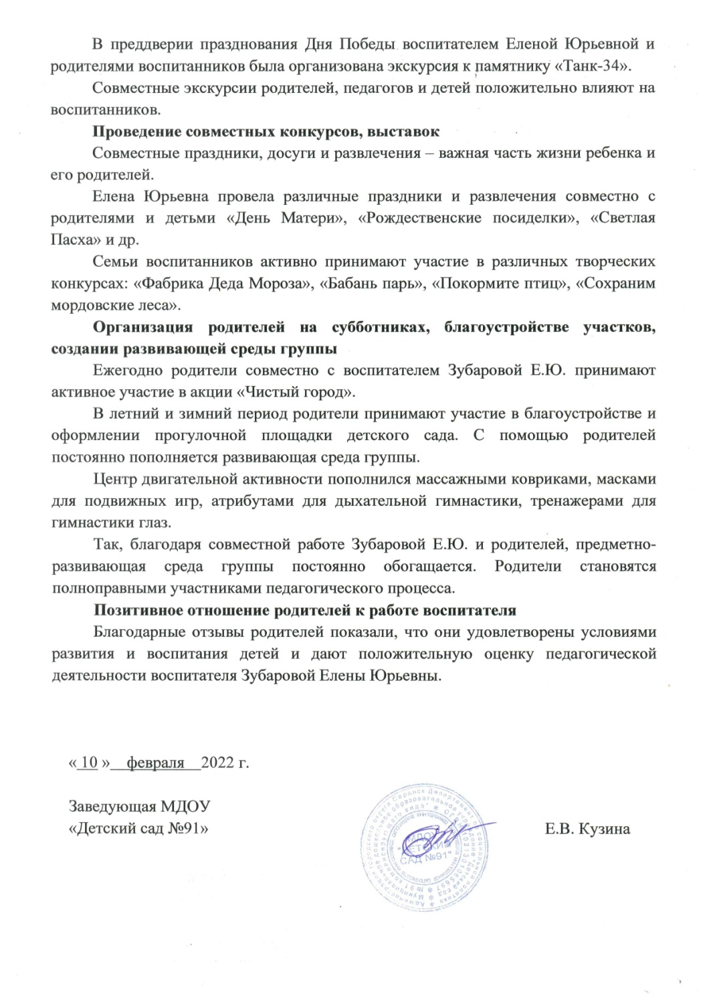 В преддверии празднования Дня Победы воспитателем Еленой Юрьевной и
родителями воспитанников была организована экскурсия к памятнику «Танк-34».
Совместные экскурсии родителей, педагогов и детей положительно влияют на
воспитанников.
Проведение совместных конкурсов, выставок
Совместные праздники, досуги и развлечения – важная часть жизни ребенка и
его родителей.
Елена Юрьевна провела различные праздники и развлечения совместно с
родителями и детьми «День Матери», «Рождественские посиделки», «Светлая
Пасха» и др.
Семьи воспитанников активно принимают участие в различных творческих
конкурсах: «Фабрика Деда Мороза», «Бабань парь», «Покормите птиц», «Сохраним
мордовские леса».
Организация родителей на субботниках, благоустройстве участков,
создании развивающей среды группы
Ежегодно родители совместно с воспитателем Зубаровой Е.Ю. принимают
активное участие в акции «Чистый город».
В летний и зимний период родители принимают участие в благоустройстве и
оформлении прогулочной площадки детского сада. С помощью родителей
постоянно пополняется развивающая среда группы.
Центр двигательной активности пополнился массажными ковриками, масками
для подвижных игр, атрибутами для дыхательной гимнастики, тренажерами для
гимнастики глаз.
Так, благодаря совместной работе Зубаровой Е.Ю. и родителей, предметно-
развивающая среда группы постоянно обогащается. Родители становятся
полноправными участниками педагогического процесса.
Позитивное отношение родителей к работе воспитателя
Благодарные отзывы родителей показали, что они удовлетворены условиями
развития и воспитания детей и дают положительную оценку педагогической
деятельности воспитателя Зубаровой Елены Юрьевны.
« 10 » февраля 2022 г.
Заведующая МДОУ
«Детский сад №91»
Е.В. Кузина
МДОУ
"ДЕТСКИЙ
САД №91"